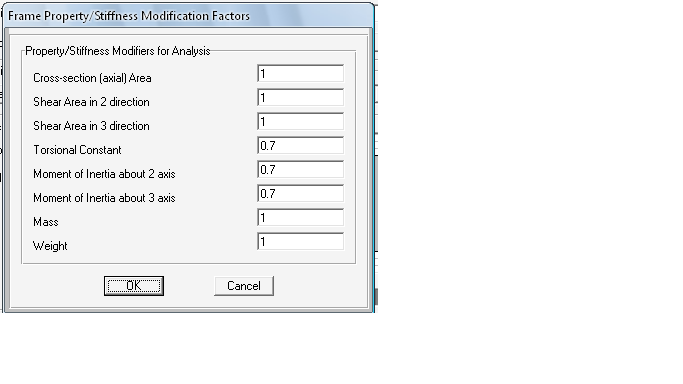 Frame Property/Stiffness Modification Factors
Property/Stiffness Modifiers for Analysis
Cross-section (axial) Area 1
Shear Area in 2 direction 1
Shear Area in 3 direction 1
Torsional Constant 0.7
Moment of Inertia about 2 axis 0.7
Moment of Inertia about 3 axis 0.7
Mass 1
Weight 1
OK Cancel